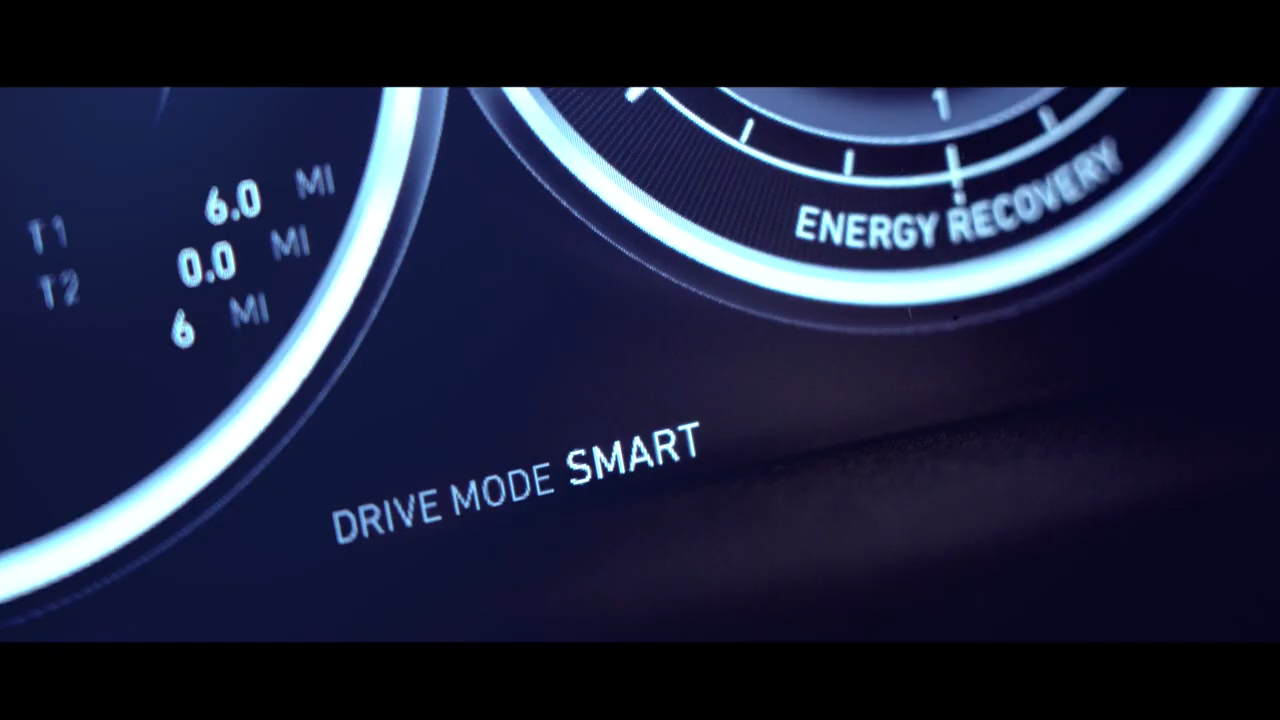 T1 6.0 MI
T2 0.0 MI
6 MI
1
ENERGY RECOVERY
DRIVE MODE SMART